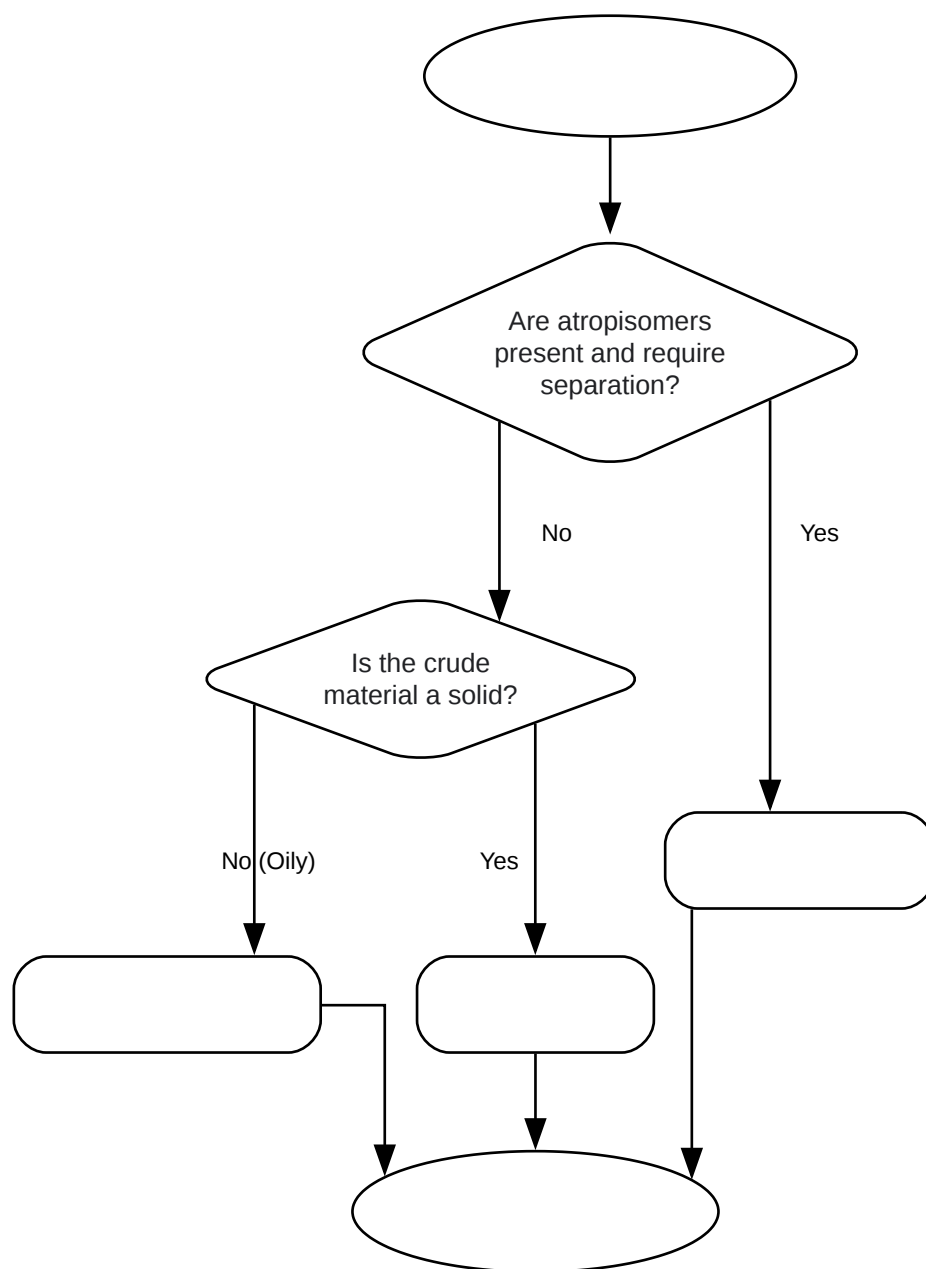 Are atropisomers
present and require
separation?
No
Yes
Is the crude
material a solid?
No (Oily)
Yes